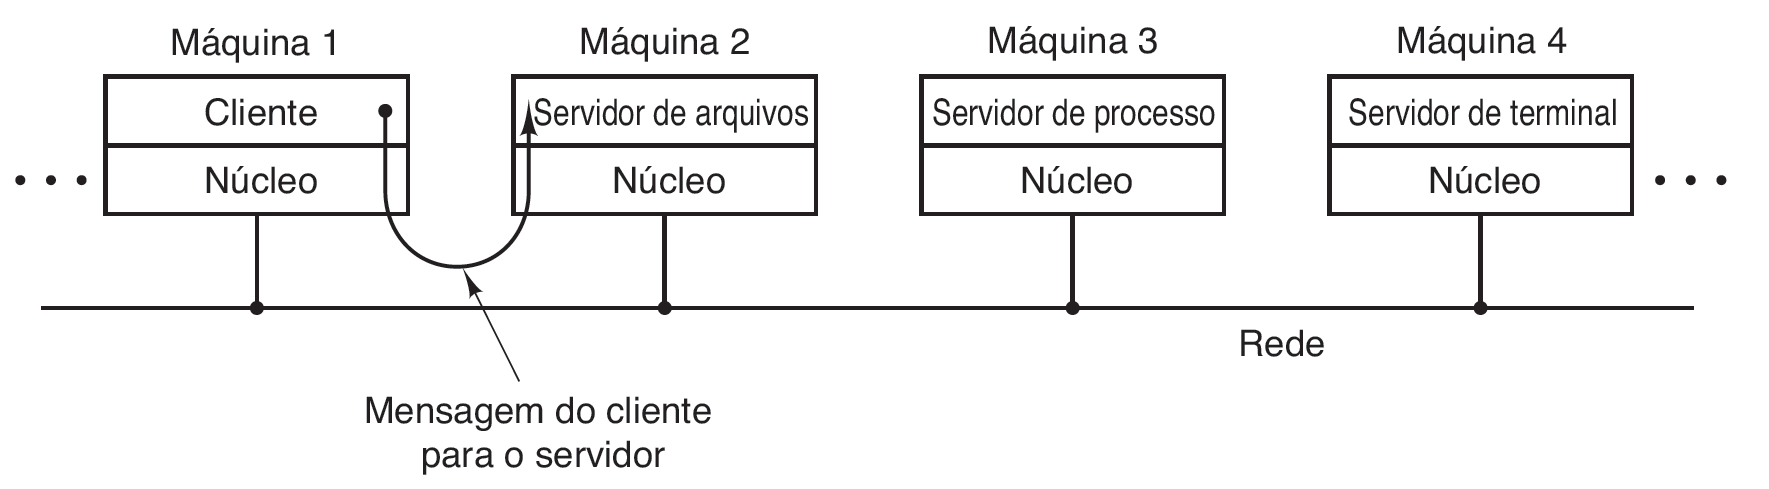 Máquina 1
Máquina 2
Máquina 3
Máquina 4
Cliente
Servidor de arquivos
Servidor de processo
Servidor de terminal
Núcleo
Núcleo
Núcleo
Núcleo
Rede
Mensagem do cliente
para o servidor